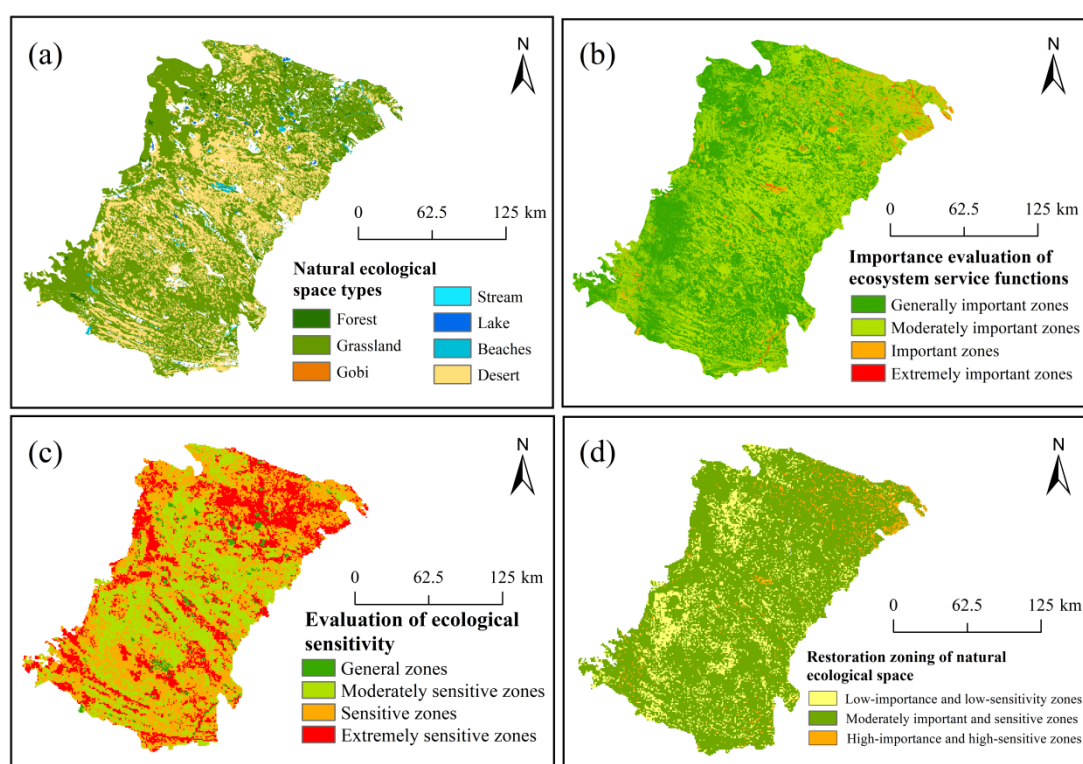 (a)
N
0 62.5 125 km
Natural ecological
space types
Forest
Grassland
Gobi
Stream
Lake
Beaches
Desert
(b)
N
0 62.5 125 km
Importance evaluation of
ecosystem service functions
Generally important zones
Moderately important zones
Important zones
Extremely important zones
(c)
N
0 62.5 125 km
Evaluation of ecological
sensitivity
General zones
Moderately sensitive zones
Sensitive zones
Extremely sensitive zones
(d)
N
0 62.5 125 km
Restoration zoning of natural
ecological space
Low-importance and low-sensitivity zones
Moderately important and sensitive zones
High-importance and high-sensitive zones